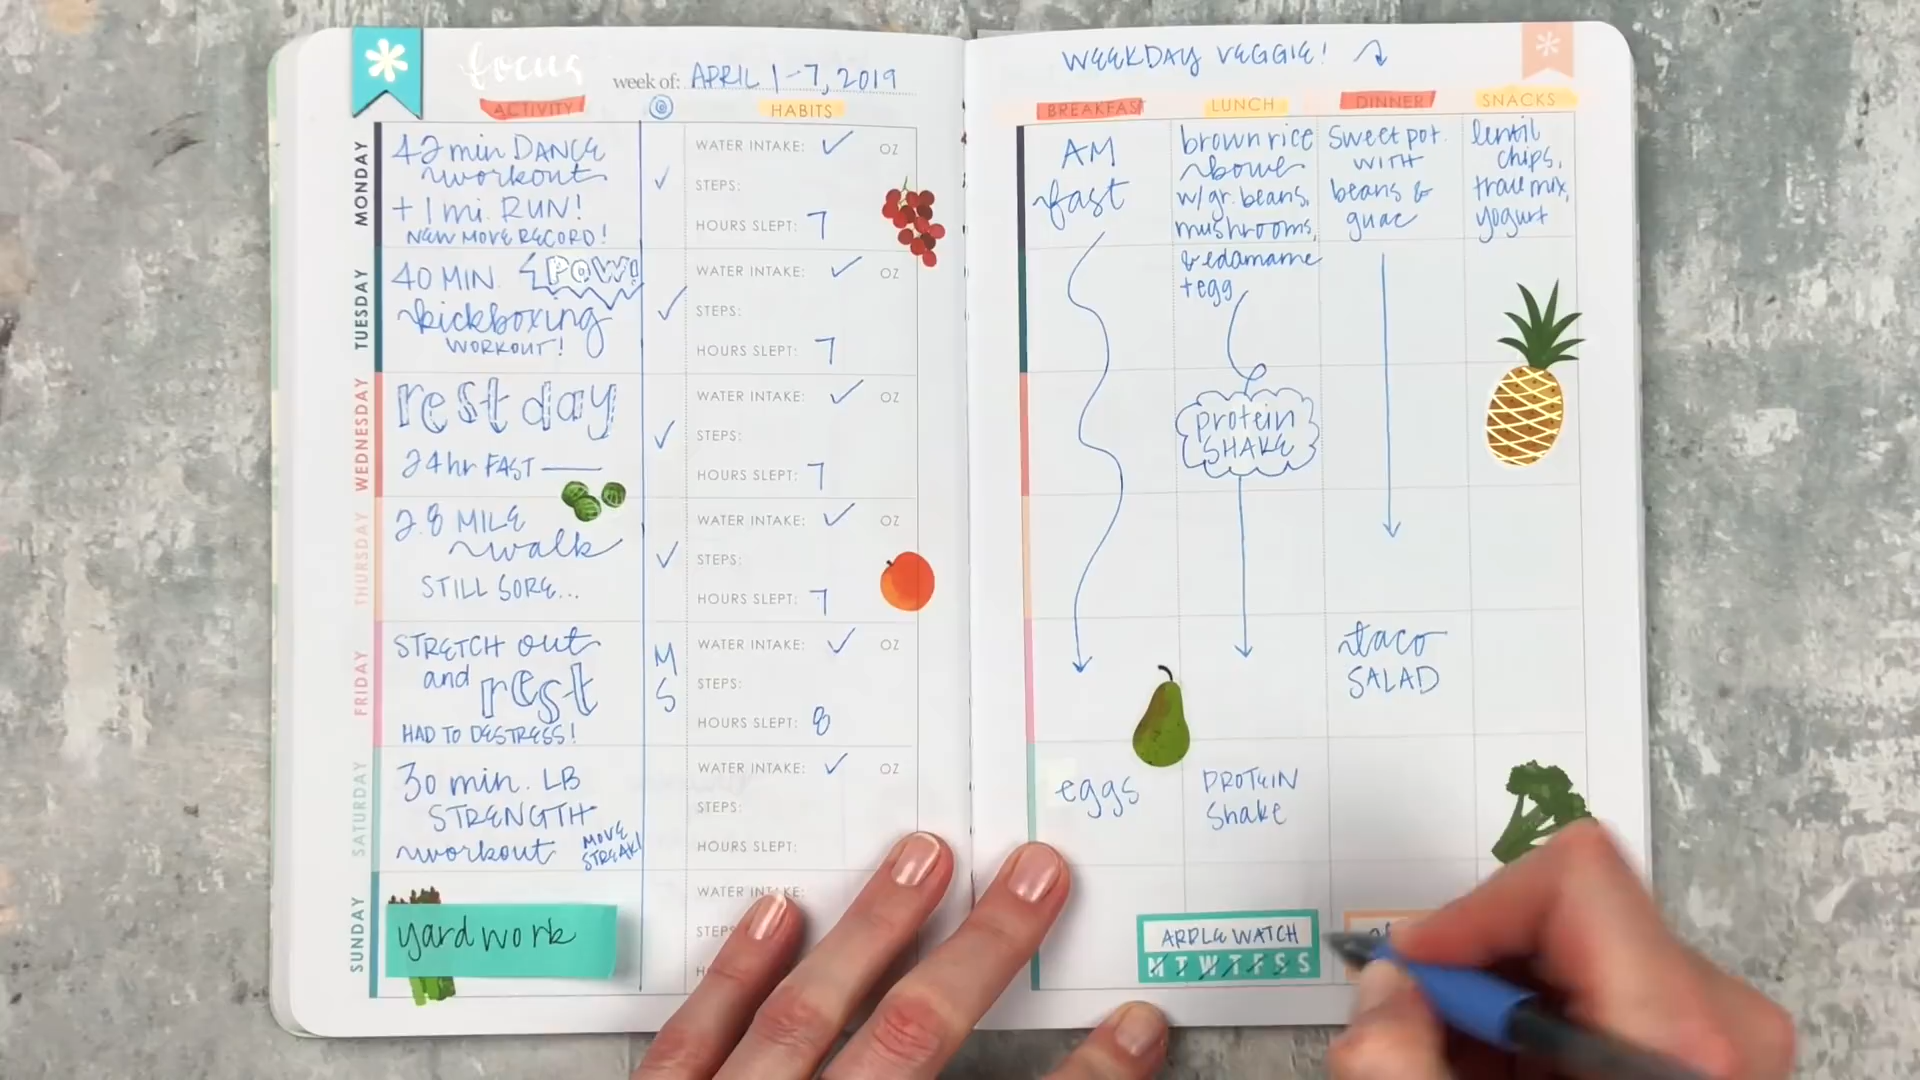 focus
week of: APRIL 1-7, 2019
ACTIVITY
HABITS
MONDAY
42 min DANCE
workout
+ 1 mi. RUN!
NEW MOVE RECORD!
WATER INTAKE: ✓ OZ
✓
STEPS:
HOURS SLEPT: 7
TUESDAY
40 MIN. POW!
kickboxing
WORKOUT!
WATER INTAKE: ✓ OZ
✓
STEPS:
HOURS SLEPT: 7
WEDNESDAY
rest day
24hr FAST
WATER INTAKE: ✓ OZ
✓
STEPS:
HOURS SLEPT: 7
THURSDAY
2.8 MILE
walk
STILL SORE...
WATER INTAKE: ✓ OZ
✓
STEPS:
HOURS SLEPT: 7
FRIDAY
STRETCH out
and rest
HAD TO DESTRESS!
M
S
WATER INTAKE: ✓ OZ
STEPS:
HOURS SLEPT: 8
SATURDAY
30 min. LB
STRENGTH
workout
MOVE
STREAK!
WATER INTAKE: ✓ OZ
STEPS:
HOURS SLEPT:
SUNDAY
yardwork
WATER INTAKE:
WEEKDAY VEGGIE!
BREAKFAST
LUNCH
DINNER
SNACKS
AM
fast
brown rice
bowl
w/gr. beans,
mushrooms,
& edamame
+ egg
sweet pot.
WITH
beans &
guac
lentil
chips,
trail mix,
yogurt
protein
SHAKE
taco
SALAD
eggs
PROTEIN
shake
APPLE WATCH
M T W T F S S